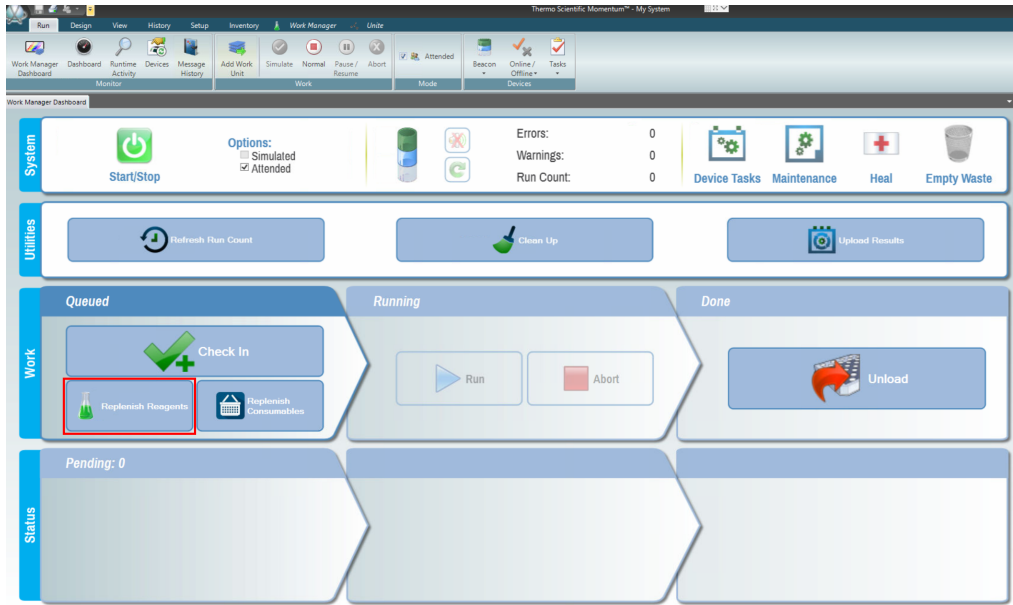 Thermo Scientific Momentum™ - My System
Run Design View History Setup Inventory Work Manager Unite
Work Manager Dashboard
Dashboard
Runtime Activity
Devices
Message History
Add Work Unit
Simulate
Normal
Pause / Resume
Abort
Attended
Beacon
Online / Offline
Tasks
Monitor Work Mode Devices
Work Manager Dashboard
System
Start/Stop
Options:
Simulated
Attended
Errors: 0
Warnings: 0
Run Count: 0
Device Tasks Maintenance Heal Empty Waste
Utilities
Refresh Run Count
Clean Up
Upload Results
Work
Queued
Check In
Replenish Reagents
Replenish
Consumables
Running
Run
Abort
Done
Unload
Status
Pending: 0